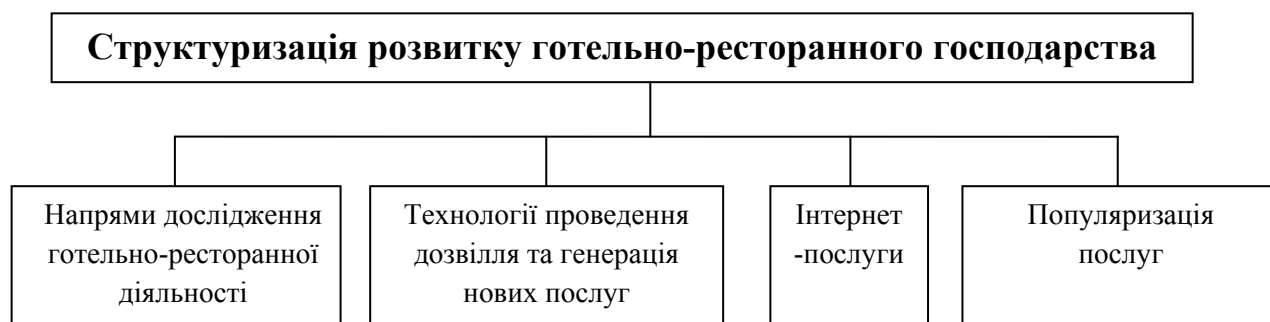 Структуризація розвитку готельно-ресторанного господарства
Напрями дослідження
готельно-ресторанної
діяльності
Технології проведення
дозвілля та генерація
нових послуг
Інтернет
-послуги
Популяризація
послуг